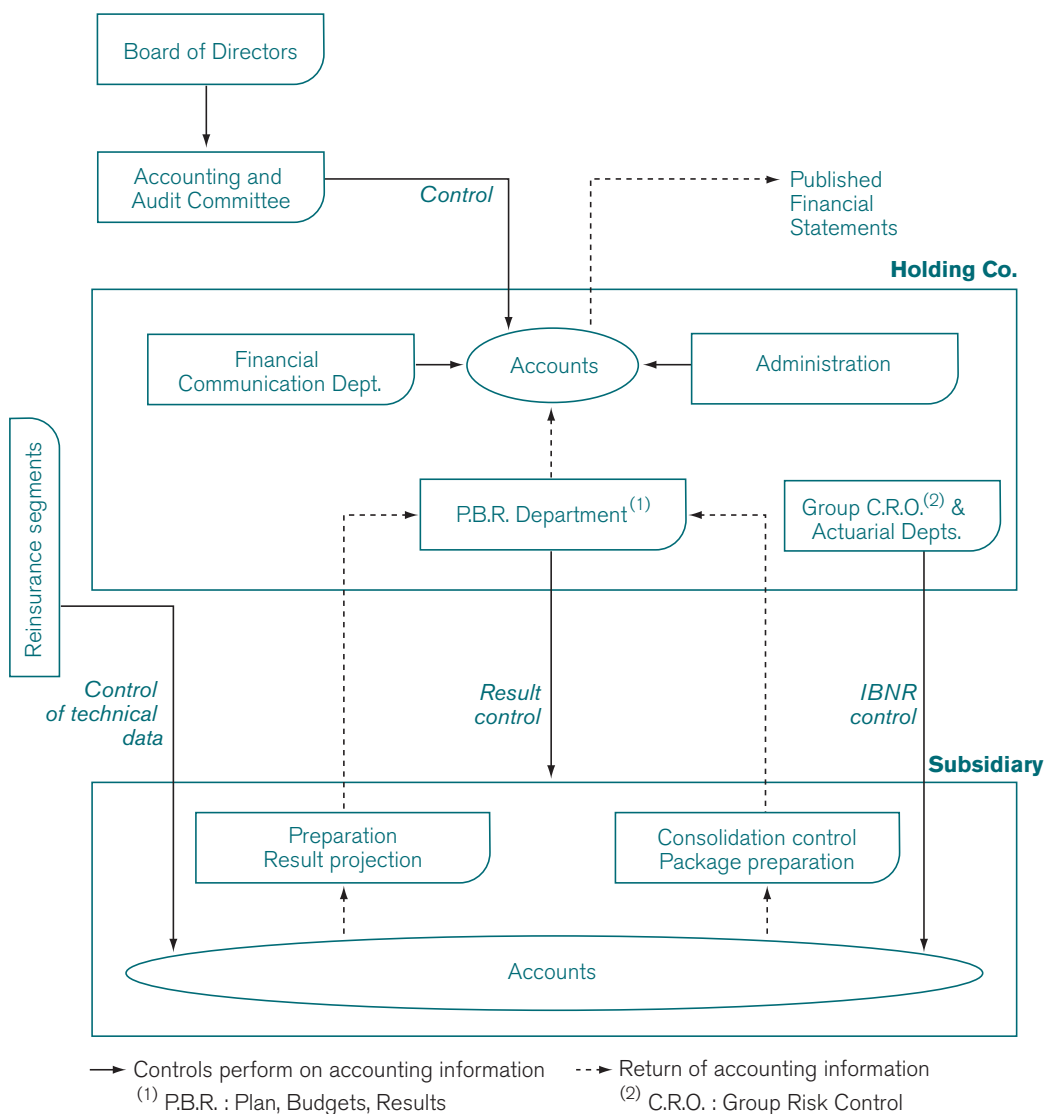 Board of Directors
Accounting and
Audit Committee
Control
Published
Financial
Statements
Holding Co.
Financial
Communication Dept.
Accounts
Administration
Reinsurance segments
P.B.R. Department(1)
Group C.R.O.(2) &
Actuarial Depts.
Control
of technical
data
Result
control
IBNR
control
Subsidiary
Preparation
Result projection
Consolidation control
Package preparation
Accounts
Controls perform on accounting information
Return of accounting information
(1) P.B.R. : Plan, Budgets, Results
(2) C.R.O. : Group Risk Control